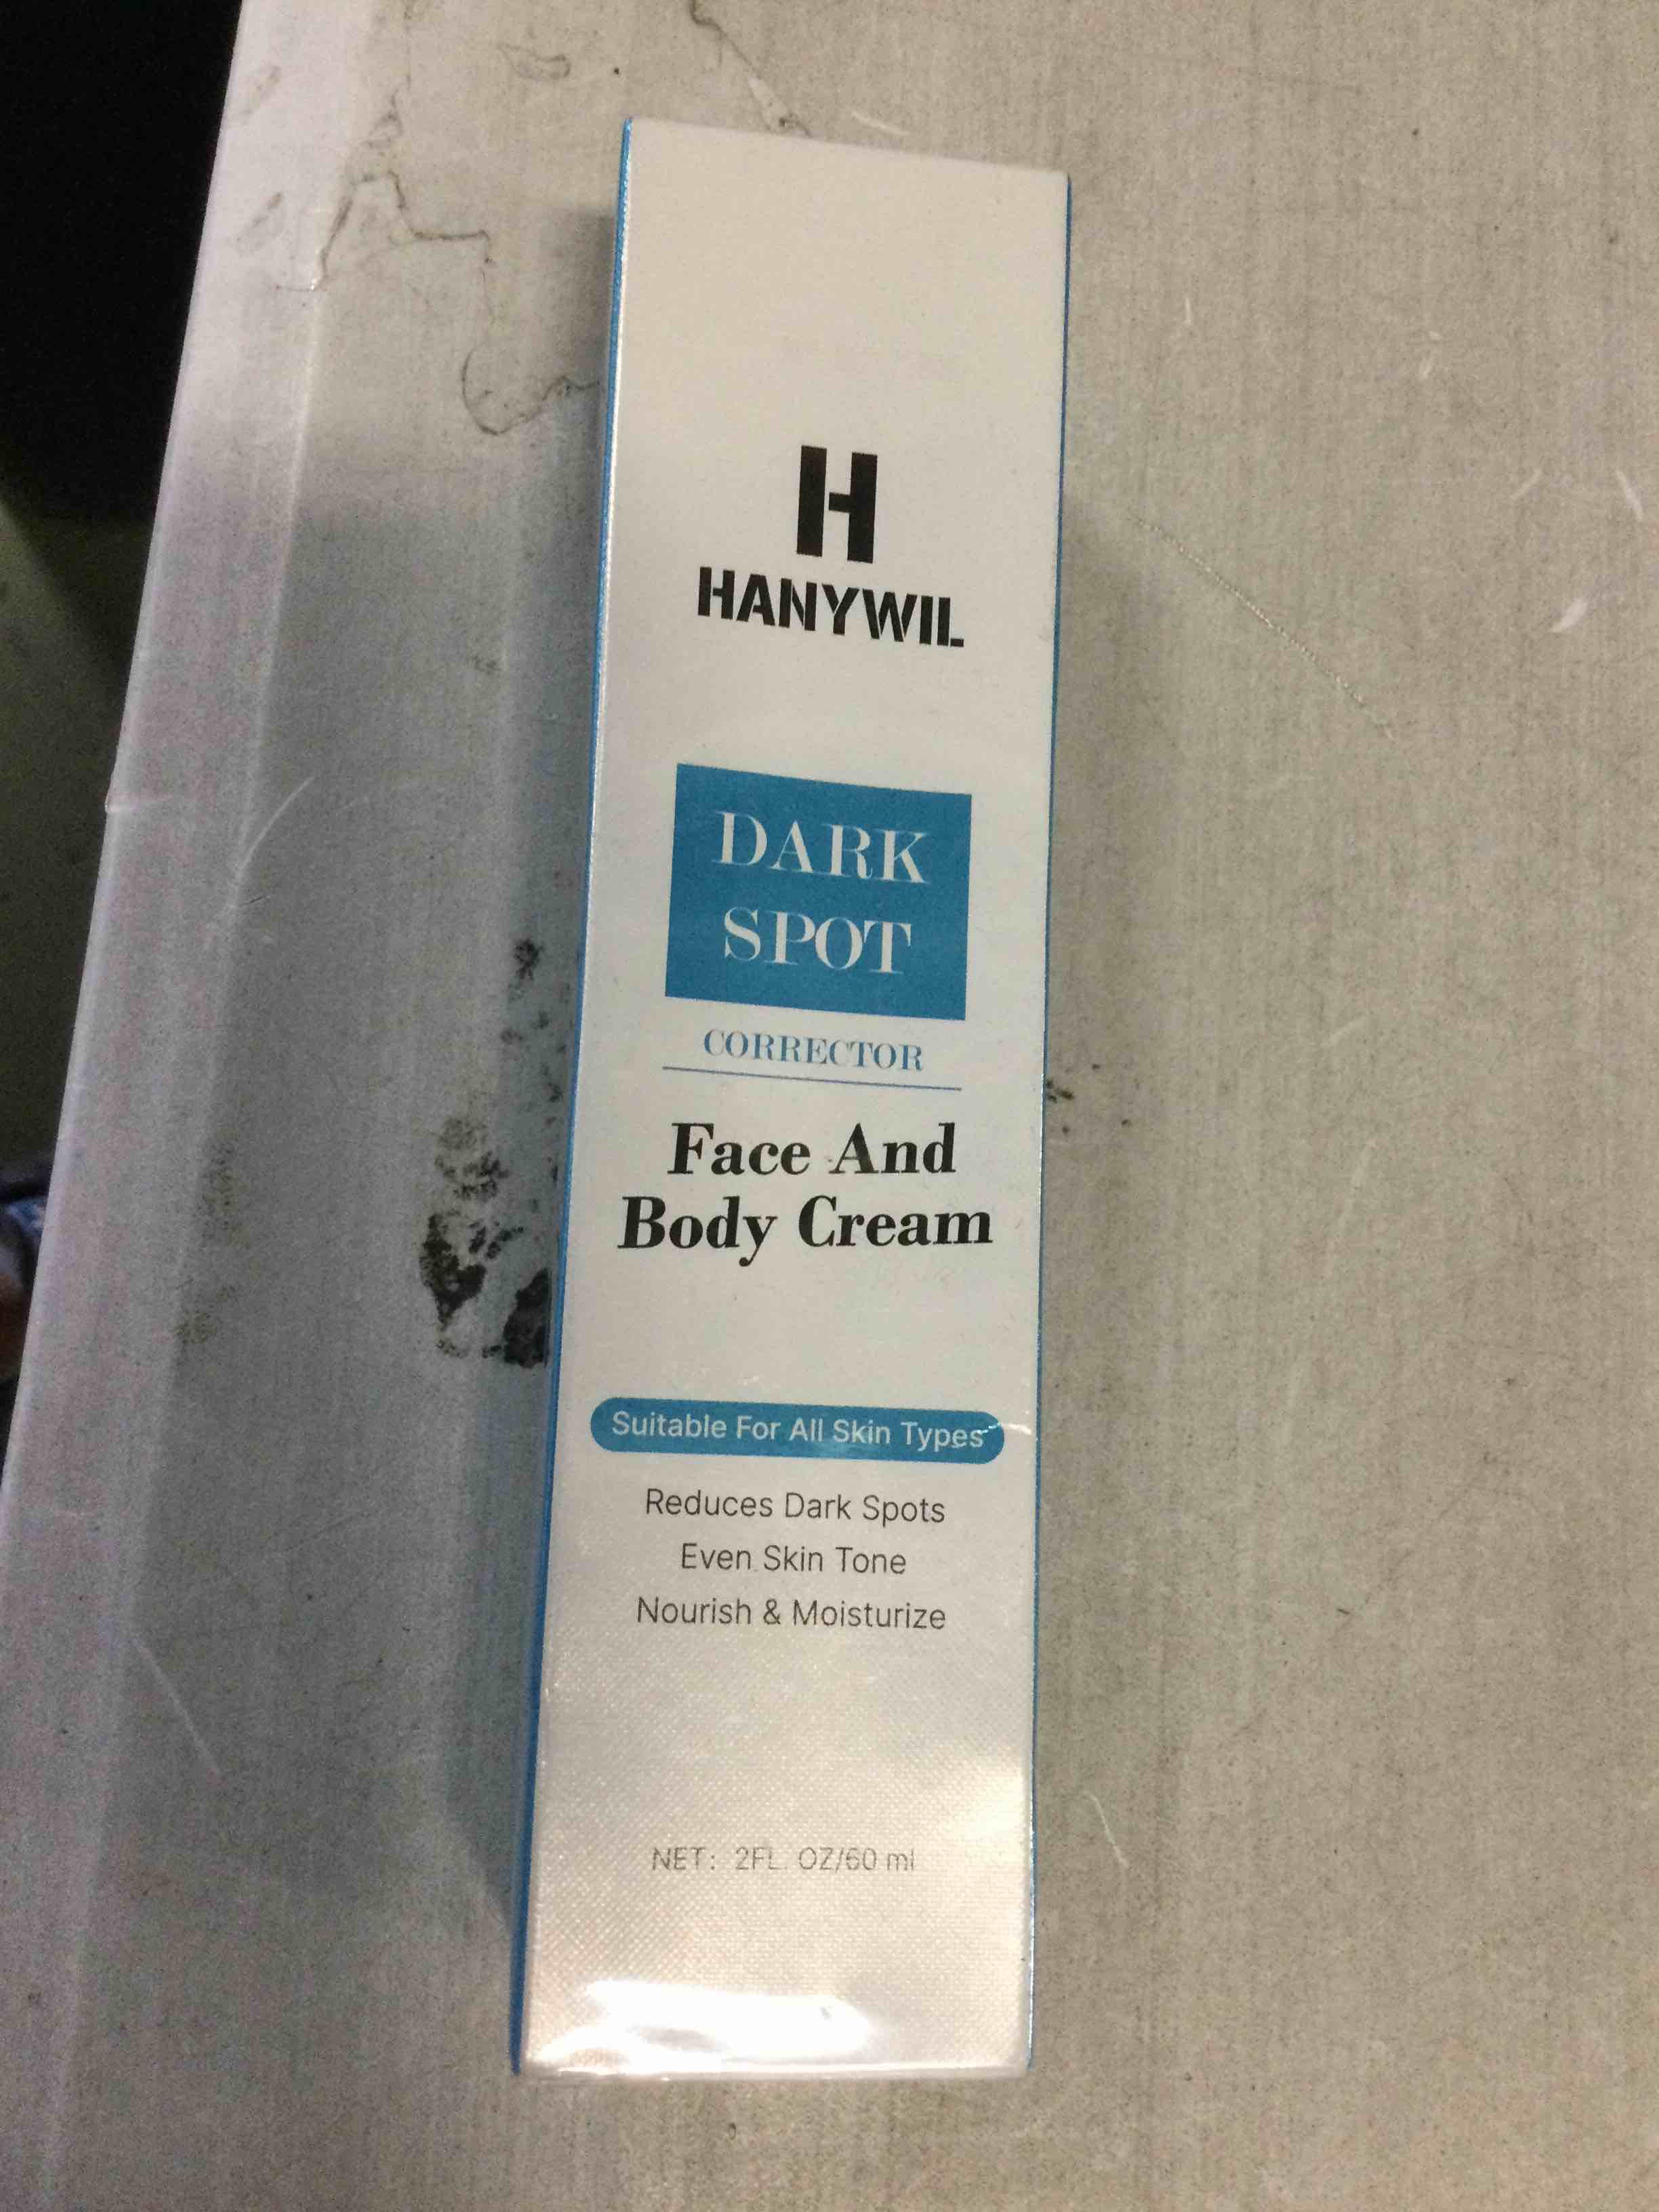 H
HANYWIL
DARK
SPOT
CORRECTOR
Face And
Body Cream
Suitable For All Skin Types
Reduces Dark Spots
Even Skin Tone
Nourish & Moisturize
NET: 2FL. OZ/60 ml